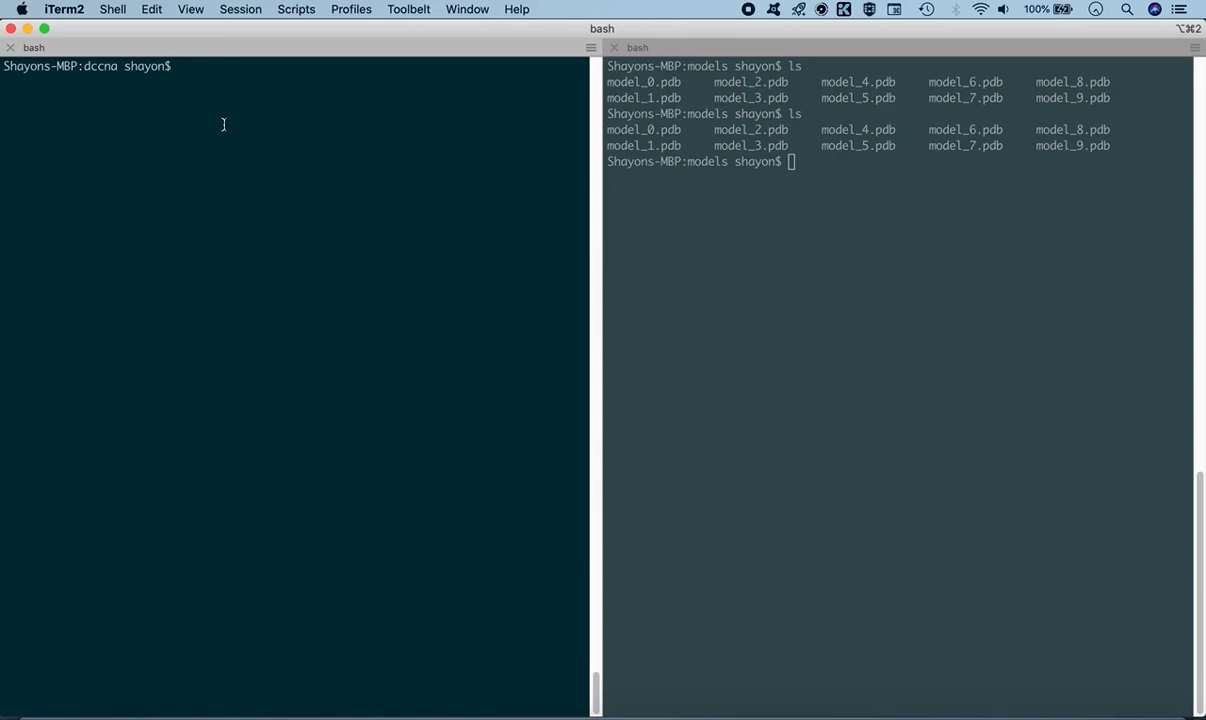 iTerm2 Shell Edit View Session Scripts Profiles Toolbelt Window Help 100%
bash ⌥⌘2
bash
Shayons-MBP:dccna shayon$
bash
Shayons-MBP:models shayon$ ls
model_0.pdb model_2.pdb model_4.pdb model_6.pdb model_8.pdb
model_1.pdb model_3.pdb model_5.pdb model_7.pdb model_9.pdb
Shayons-MBP:models shayon$ ls
model_0.pdb model_2.pdb model_4.pdb model_6.pdb model_8.pdb
model_1.pdb model_3.pdb model_5.pdb model_7.pdb model_9.pdb
Shayons-MBP:models shayon$